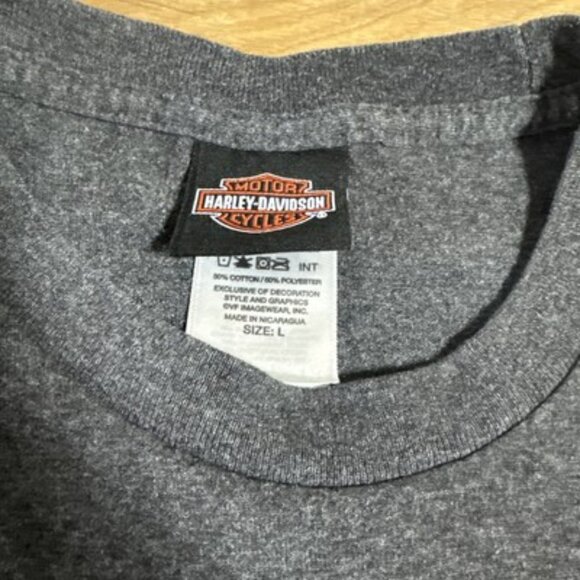 MOTOR
HARLEY-DAVIDSON
CYCLES
®
INT
50% COTTON / 50% POLYESTER
EXCLUSIVE OF DECORATION
STYLE AND GRAPHICS
©VF IMAGEWEAR, INC.
MADE IN NICARAGUA
SIZE: L